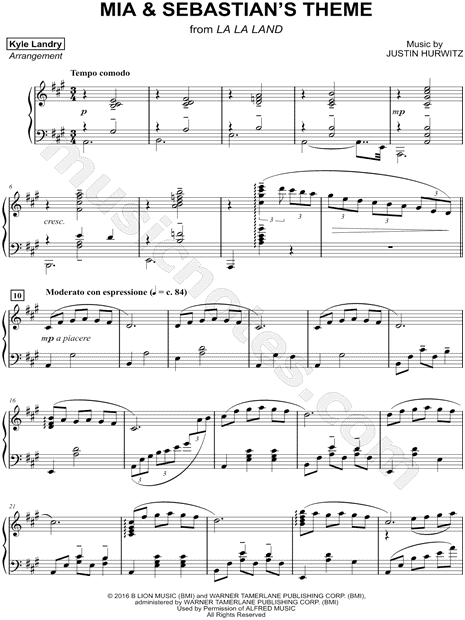 MIA & SEBASTIAN'S THEME
from LA LA LAND
Kyle Landry
Arrangement
Music by
JUSTIN HURWITZ
Tempo comodo
p
mp
6
cresc.
musicnotes.com
10
Moderato con espressione (♩ = c. 84)
mp a piacere
3
16
3
3
21
© 2016 B LION MUSIC (BMI) and WARNER TAMERLANE PUBLISHING CORP. (BMI),
administered by WARNER TAMERLANE PUBLISHING CORP. (BMI)
Used by Permission of ALFRED MUSIC
All Rights Reserved